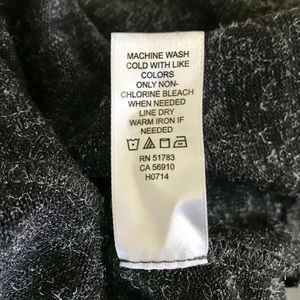 MACHINE WASH
COLD WITH LIKE
COLORS
ONLY NON-
CHLORINE BLEACH
WHEN NEEDED
LINE DRY
WARM IRON IF
NEEDED
RN 51783
CA 56910
H0714